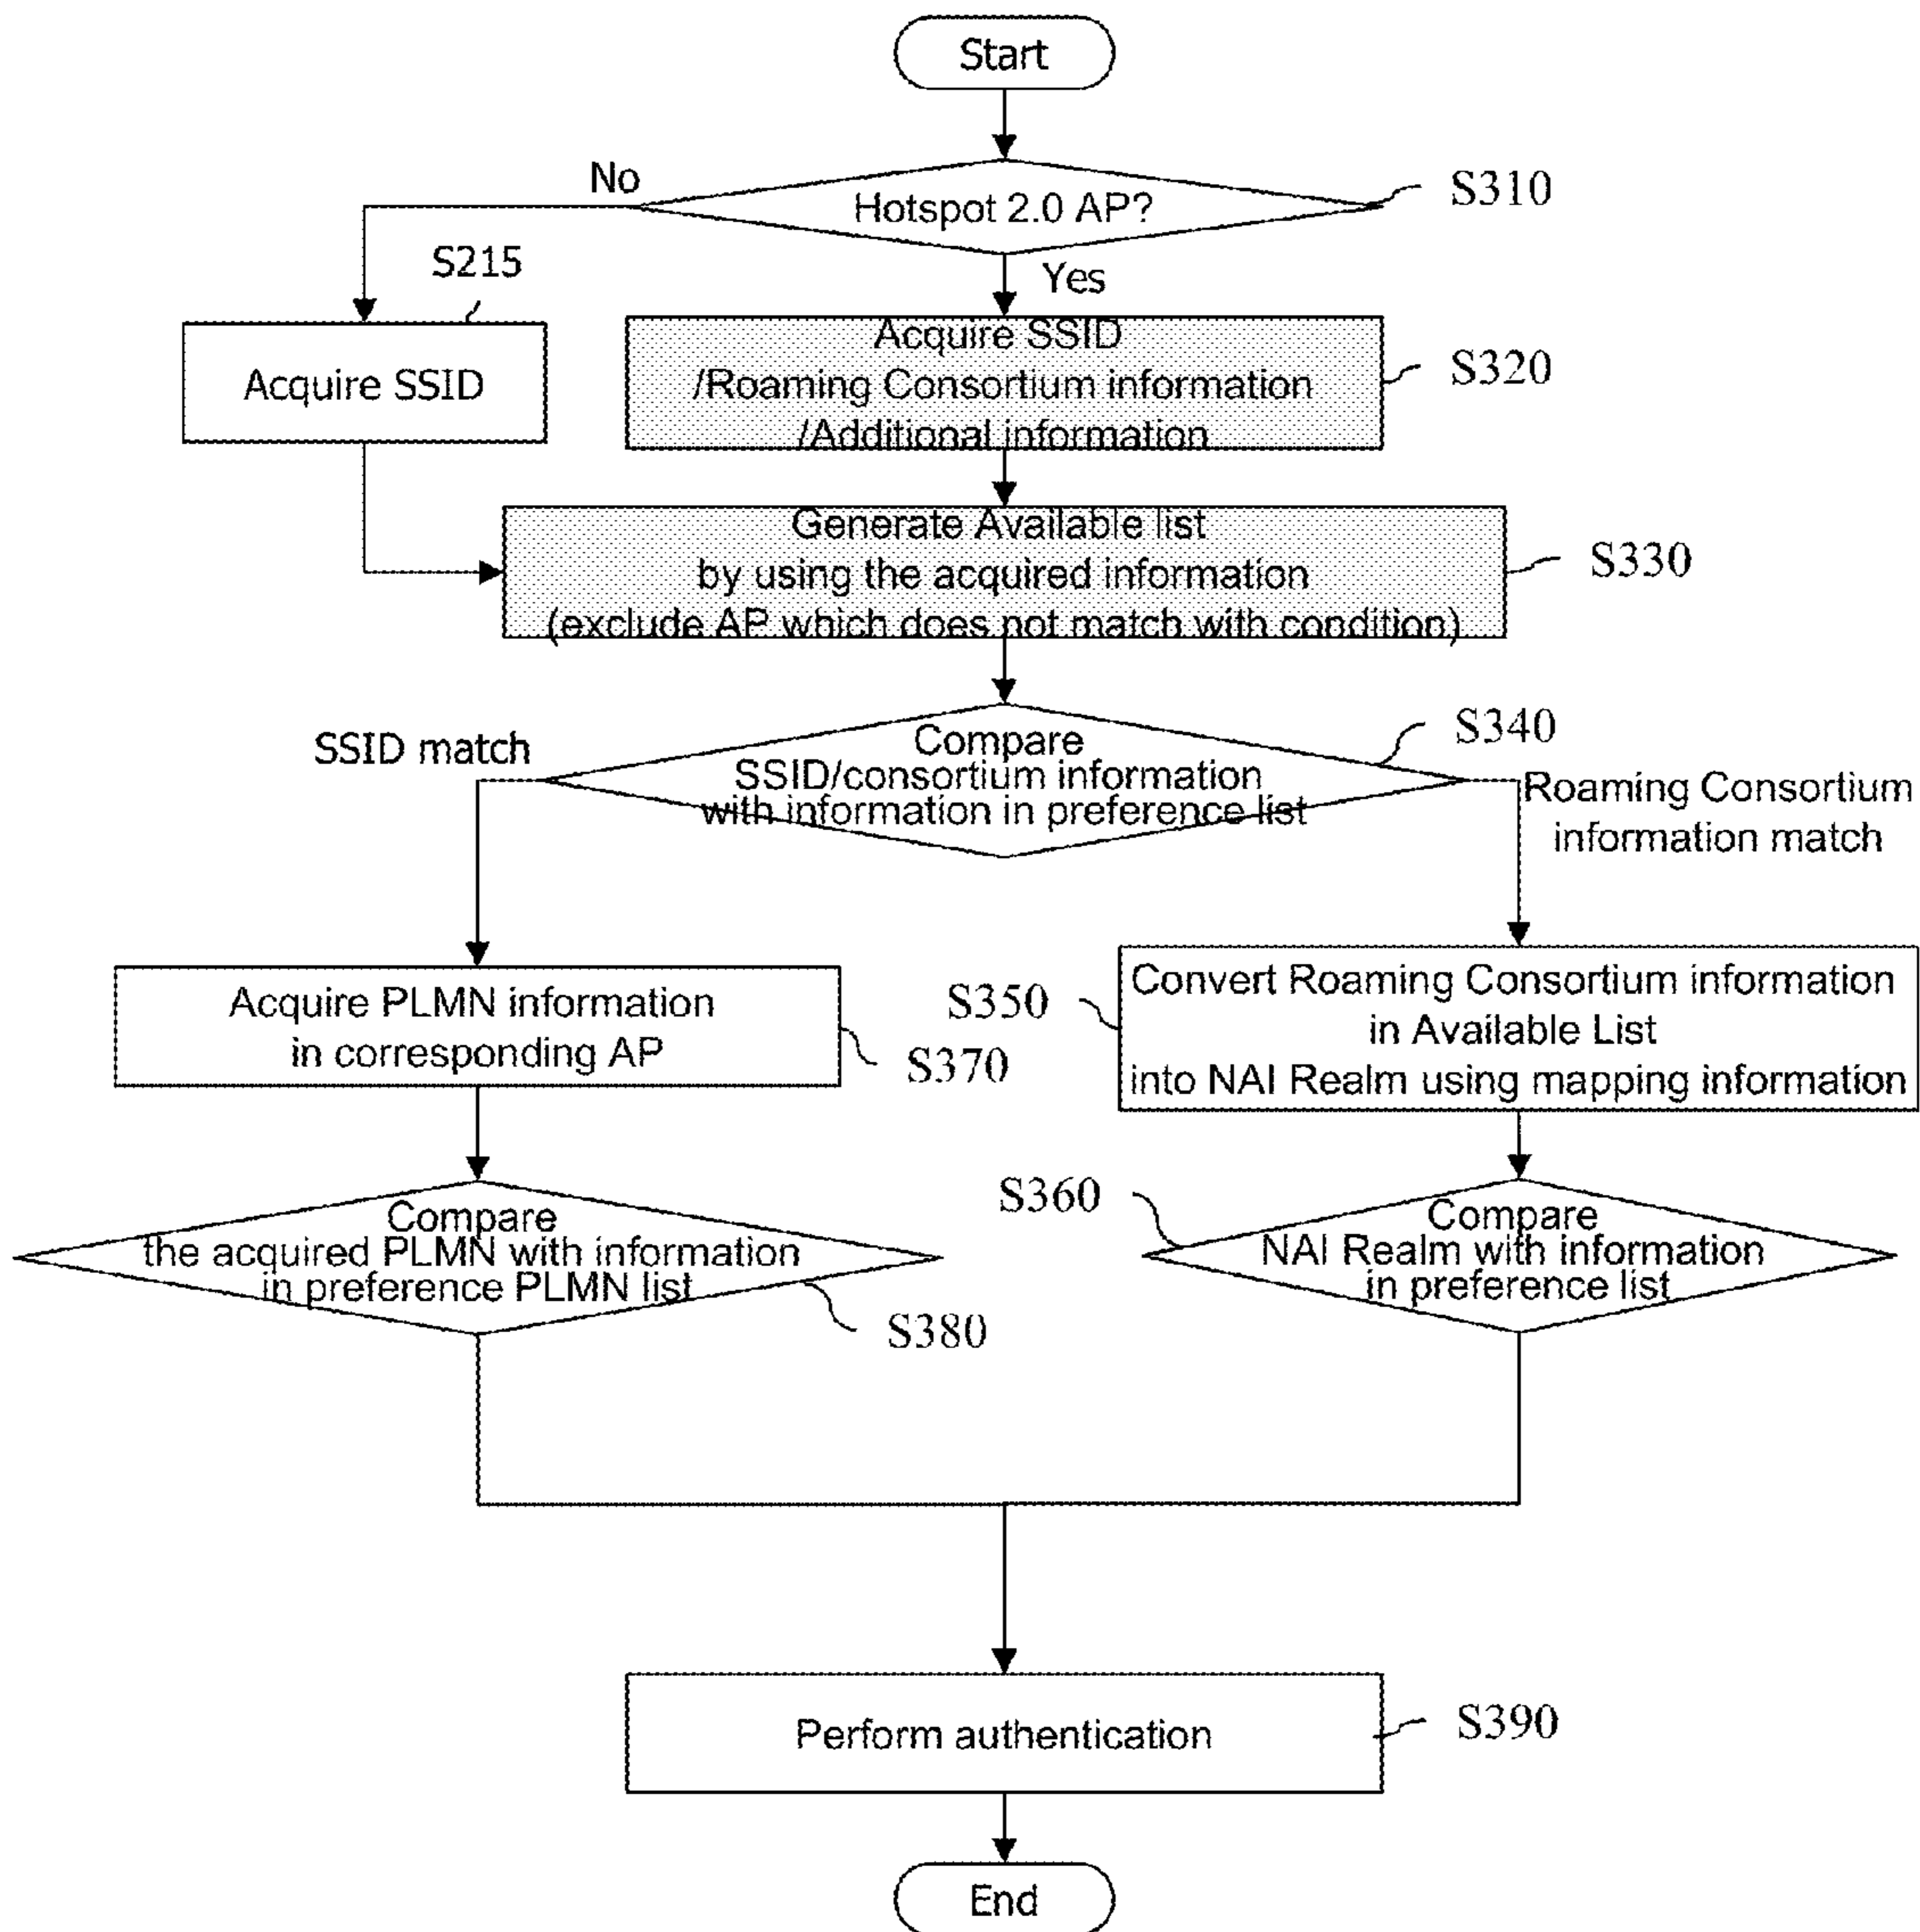 Start
No
Hotspot 2.0 AP?
S310
S215
Yes
Acquire SSID
Acquire SSID
/Roaming Consortium information
/Additional information
S320
Generate Available list
by using the acquired information
(exclude AP which does not match with condition)
S330
SSID match
Compare
SSID/consortium information
with information in preference list
S340
Roaming Consortium
information match
Acquire PLMN information
in corresponding AP
S370
S350
Convert Roaming Consortium information
in Available List
into NAI Realm using mapping information
Compare
the acquired PLMN with information
in preference PLMN list
S380
S360
Compare
NAI Realm with information
in preference list
Perform authentication
S390
End